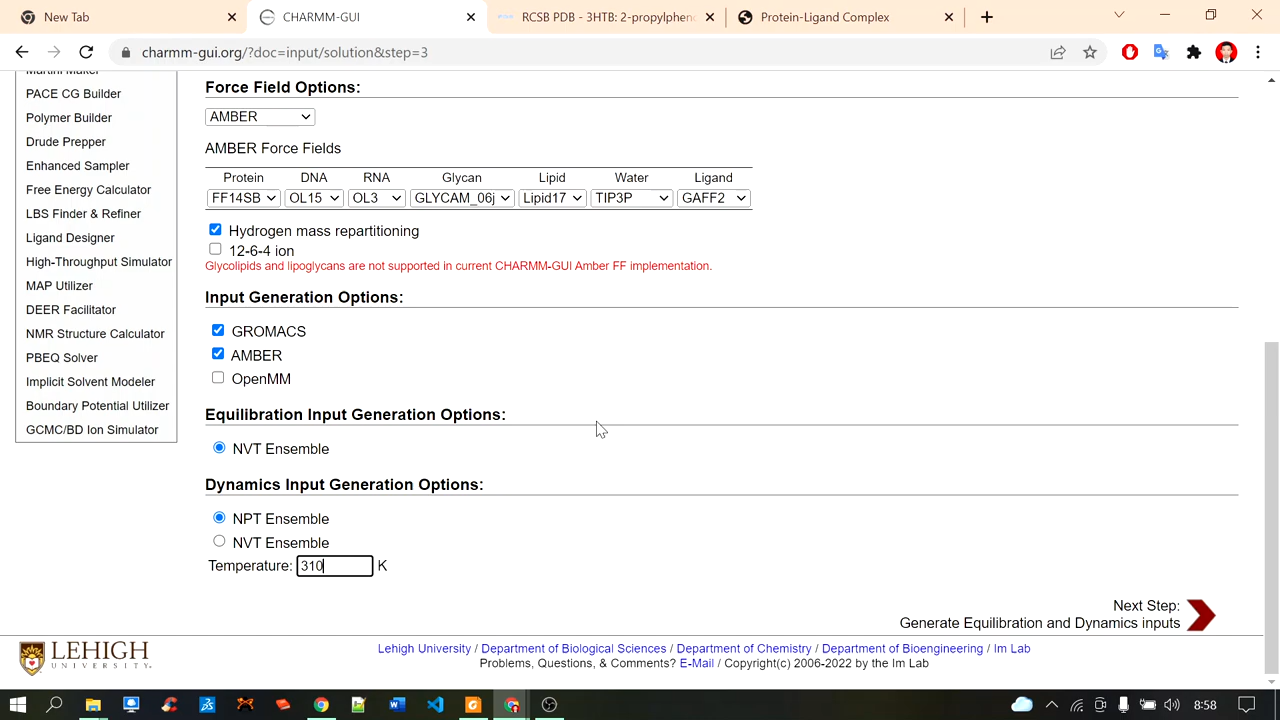 New Tab
CHARMM-GUI
RCSB PDB - 3HTB: 2-propylphen
Protein-Ligand Complex
charmm-gui.org/?doc=input/solution&step=3
Martini Maker
PACE CG Builder
Polymer Builder
Drude Prepper
Enhanced Sampler
Free Energy Calculator
LBS Finder & Refiner
Ligand Designer
High-Throughput Simulator
MAP Utilizer
DEER Facilitator
NMR Structure Calculator
PBEQ Solver
Implicit Solvent Modeler
Boundary Potential Utilizer
GCMC/BD Ion Simulator
Force Field Options:
AMBER
AMBER Force Fields
Protein DNA RNA Glycan Lipid Water Ligand
FF14SB OL15 OL3 GLYCAM_06j Lipid17 TIP3P GAFF2
Hydrogen mass repartitioning
12-6-4 ion
Glycolipids and lipoglycans are not supported in current CHARMM-GUI Amber FF implementation.
Input Generation Options:
GROMACS
AMBER
OpenMM
Equilibration Input Generation Options:
NVT Ensemble
Dynamics Input Generation Options:
NPT Ensemble
NVT Ensemble
Temperature: 310 K
Next Step:
Generate Equilibration and Dynamics inputs
LEHIGH
UNIVERSITY
Lehigh University / Department of Biological Sciences / Department of Chemistry / Department of Bioengineering / Im Lab
Problems, Questions, & Comments? E-Mail / Copyright(c) 2006-2022 by the Im Lab
8:58